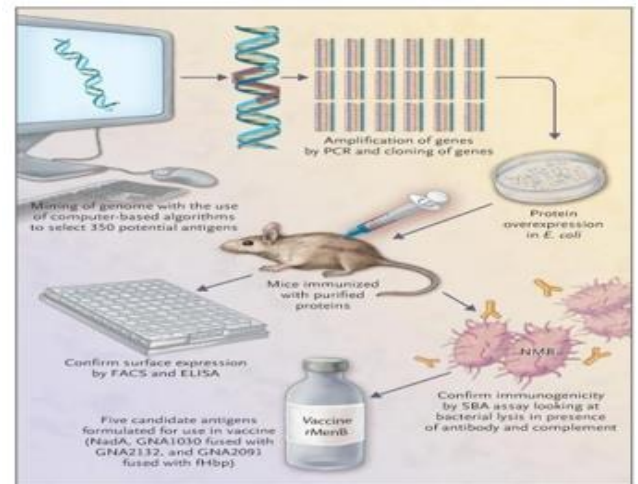 Amplification of genes
by PCR and cloning of genes
Mining of genome with the use
of computer-based algorithms
to select 350 potential antigens
Protein
overexpression
in E. coli
Mice immunized
with purified
proteins
NMB
Confirm surface expression
by FACS and ELISA
Confirm immunogenicity
by SBA assay looking at
bacterial lysis in presence
of antibody and complement
Vaccine
rMenB
Five candidate antigens
formulated for use in vaccine
(NadA, GNA1030 fused with
GNA2132, and GNA2091
fused with fHbp)